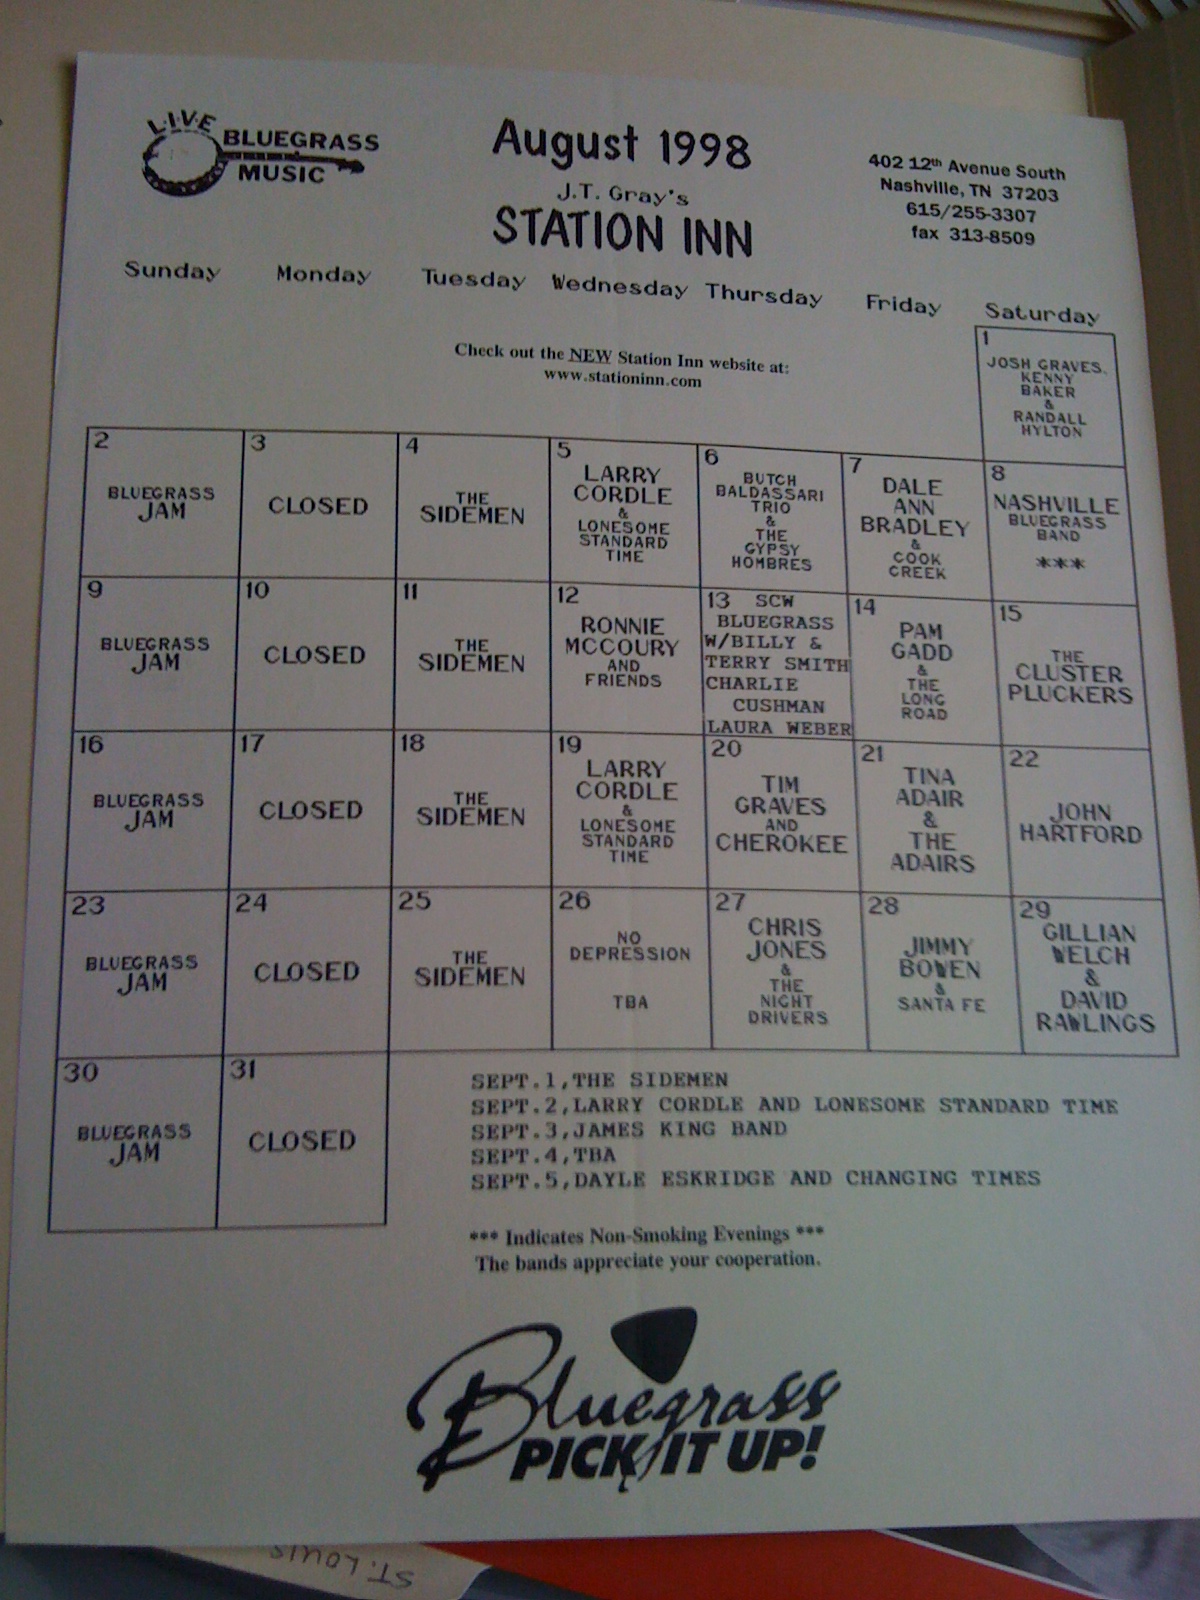 LIVE
BLUEGRASS
MUSIC
August 1998
J.T. Gray's
STATION INN
402 12th Avenue South
Nashville, TN 37203
615/255-3307
fax 313-8509
Sunday Monday Tuesday Wednesday Thursday Friday Saturday
Check out the NEW Station Inn website at:
www.stationinn.com
1
JOSH GRAVES,
KENNY
BAKER
&
RANDALL
HYLTON
2
BLUEGRASS
JAM
3
CLOSED
4
THE
SIDEMEN
5
LARRY
CORDLE
&
LONESOME
STANDARD
TIME
6
BUTCH
BALDASSARI
TRIO
&
THE
GYPSY
HOMBRES
7
DALE
ANN
BRADLEY
&
COOK
CREEK
8
NASHVILLE
BLUEGRASS
BAND
***
9
BLUEGRASS
JAM
10
CLOSED
11
THE
SIDEMEN
12
RONNIE
MCCOURY
AND
FRIENDS
13 SCW
BLUEGRASS
W/BILLY &
TERRY SMITH
CHARLIE
CUSHMAN
LAURA WEBER
14
PAM
GADD
&
THE
LONG
ROAD
15
THE
CLUSTER
PLUCKERS
16
BLUEGRASS
JAM
17
CLOSED
18
THE
SIDEMEN
19
LARRY
CORDLE
&
LONESOME
STANDARD
TIME
20
TIM
GRAVES
AND
CHEROKEE
21
TINA
ADAIR
&
THE
ADAIRS
22
JOHN
HARTFORD
23
BLUEGRASS
JAM
24
CLOSED
25
THE
SIDEMEN
26
NO
DEPRESSION
TBA
27
CHRIS
JONES
&
THE
NIGHT
DRIVERS
28
JIMMY
BOWEN
&
SANTA FE
29
GILLIAN
WELCH
&
DAVID
RAWLINGS
30
BLUEGRASS
JAM
31
CLOSED
SEPT.1,THE SIDEMEN
SEPT.2,LARRY CORDLE AND LONESOME STANDARD TIME
SEPT.3,JAMES KING BAND
SEPT.4,TBA
SEPT.5,DAYLE ESKRIDGE AND CHANGING TIMES
*** Indicates Non-Smoking Evenings ***
The bands appreciate your cooperation.
Bluegrass
PICK IT UP!
ST. LOUIS